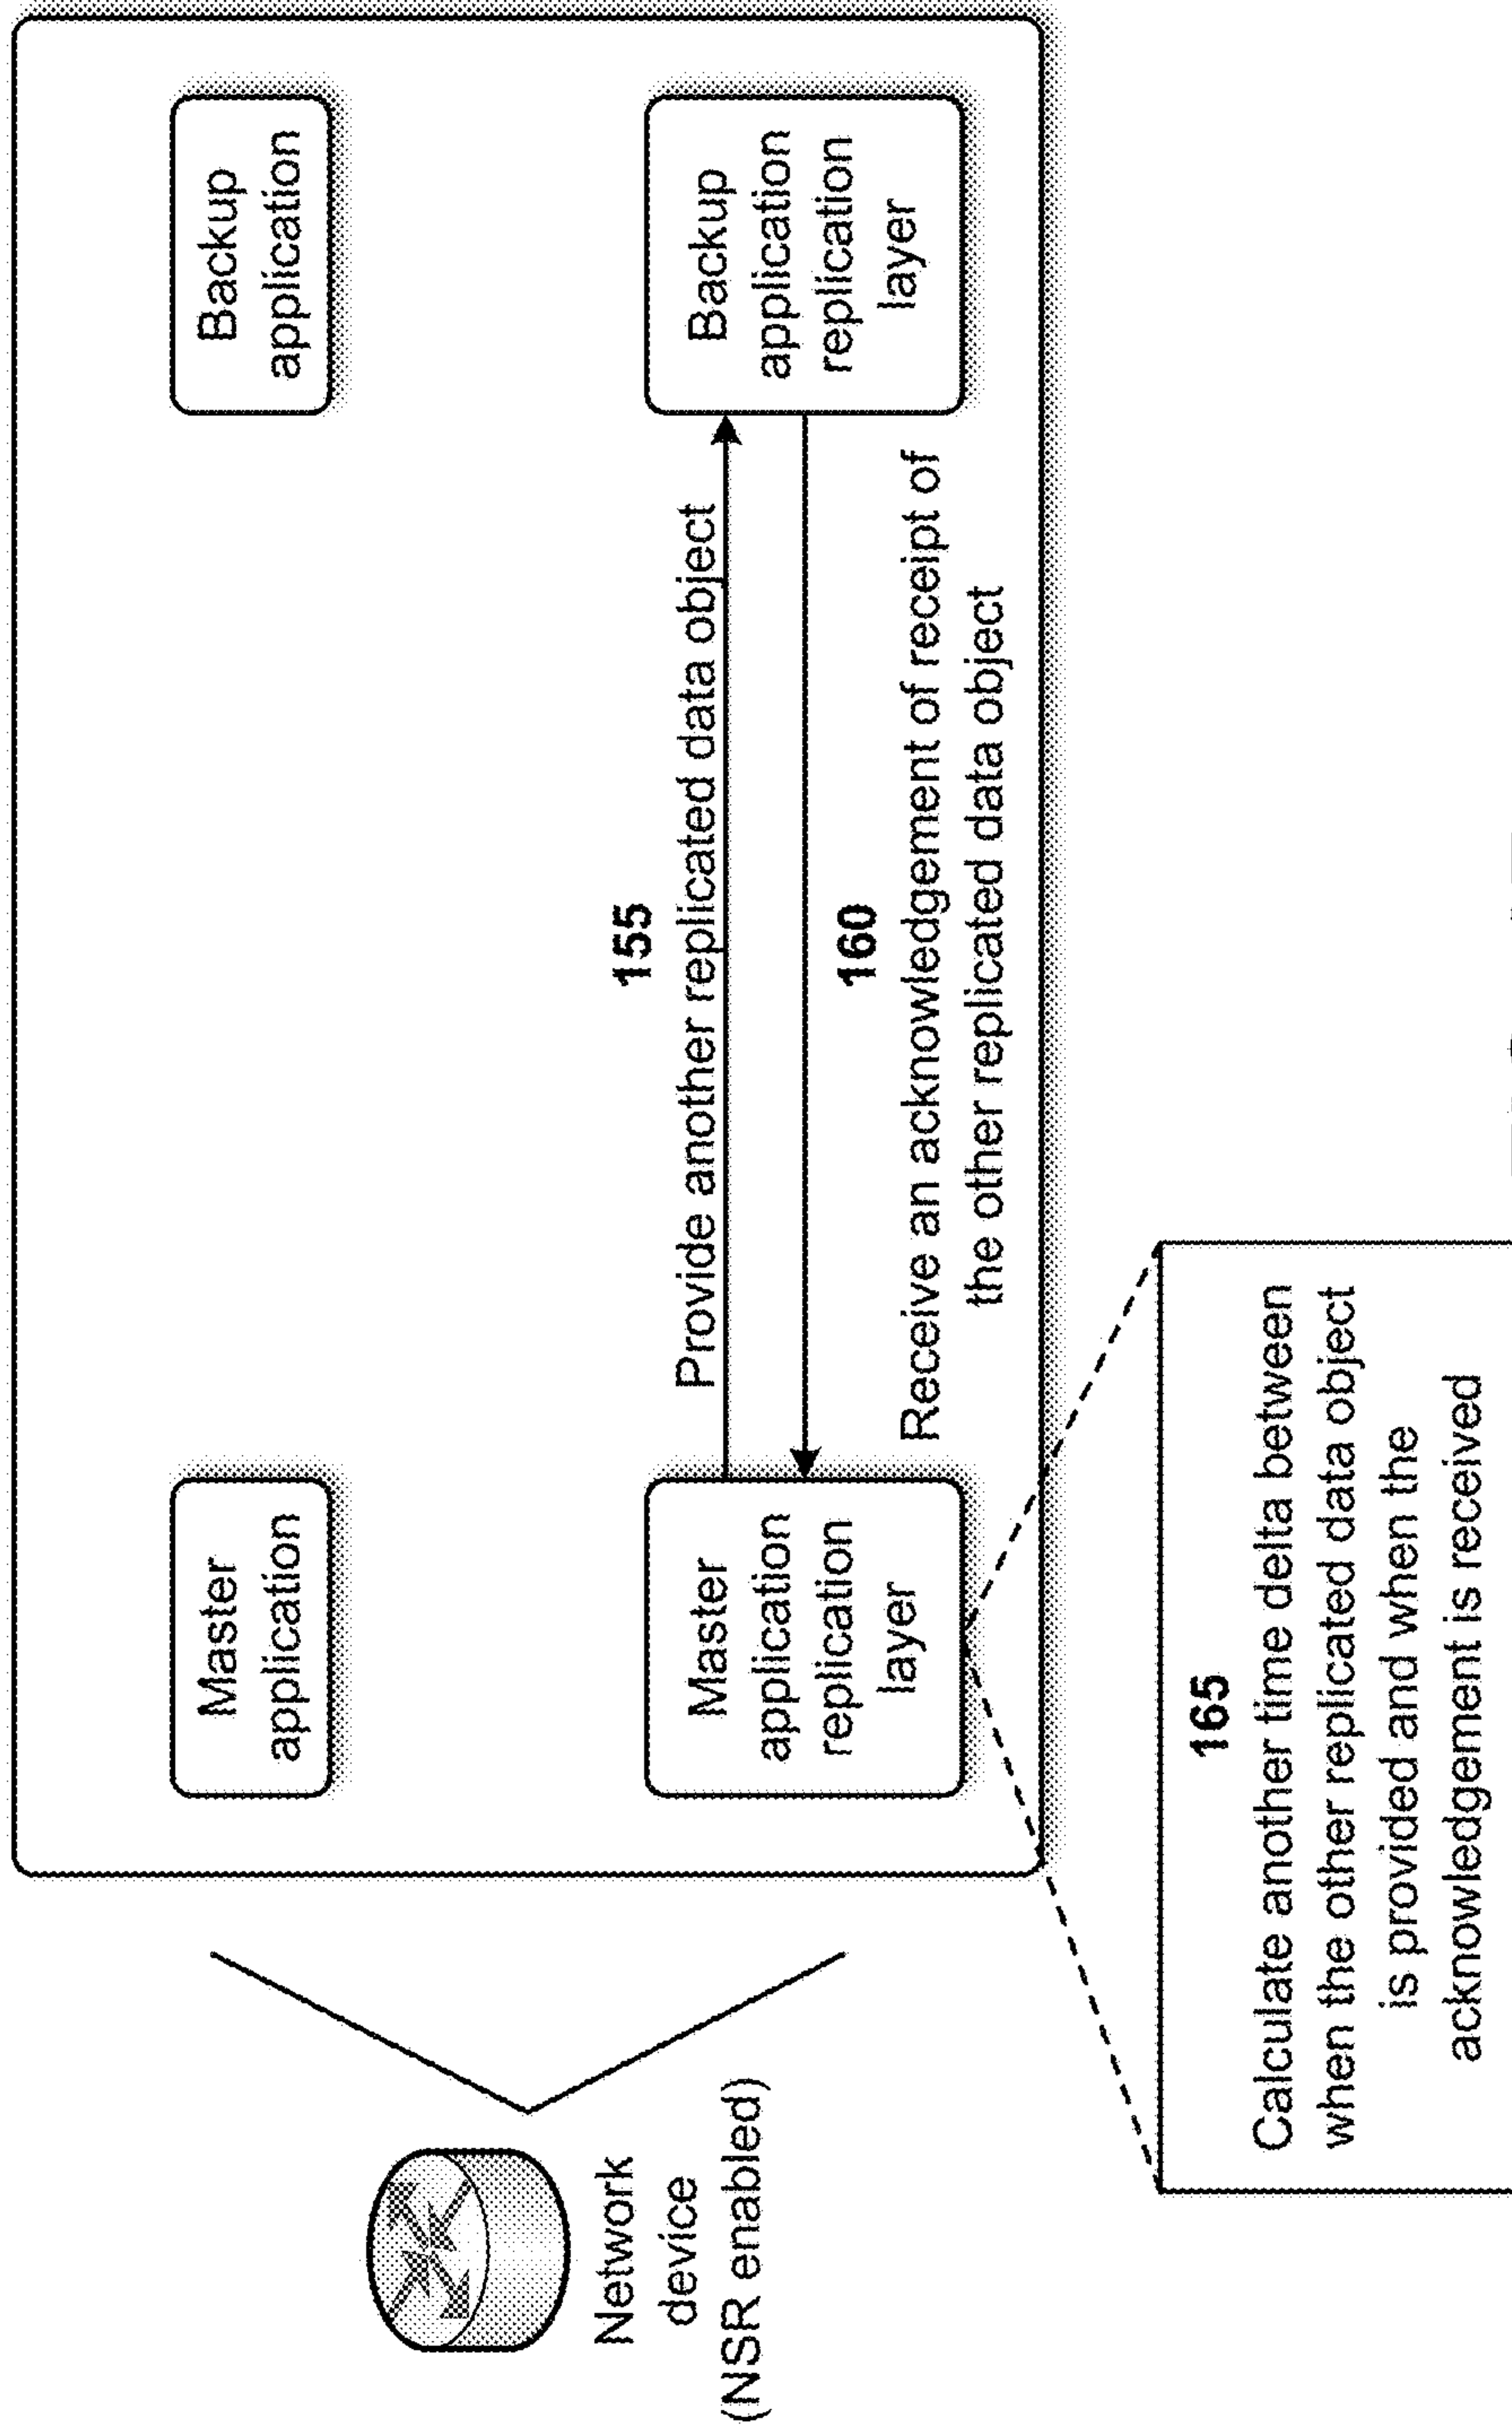 Network
device
(NSR enabled)
Master
application
Backup
application
155
Provide another replicated data object
Master
application
replication
layer
Backup
application
replication
layer
160
Receive an acknowledgement of receipt of
the other replicated data object
165
Calculate another time delta between
when the other replicated data object
is provided and when the
acknowledgement is received